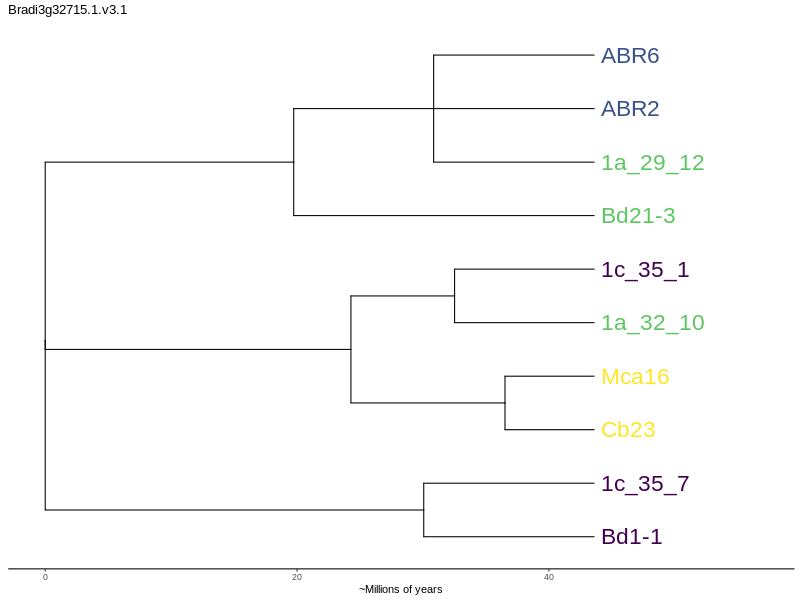 Bradi3g32715.1.v3.1
ABR6
ABR2
1a_29_12
Bd21-3
1c_35_1
1a_32_10
Mca16
Cb23
1c_35_7
Bd1-1
0 20 40
~Millions of years